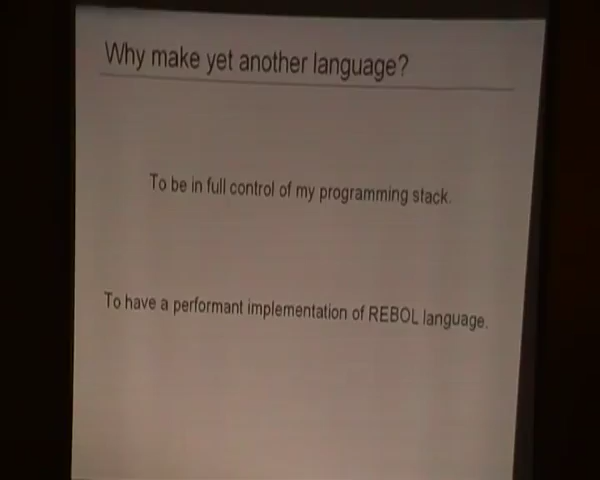 Why make yet another language?
To be in full control of my programming stack.
To have a performant implementation of REBOL language.